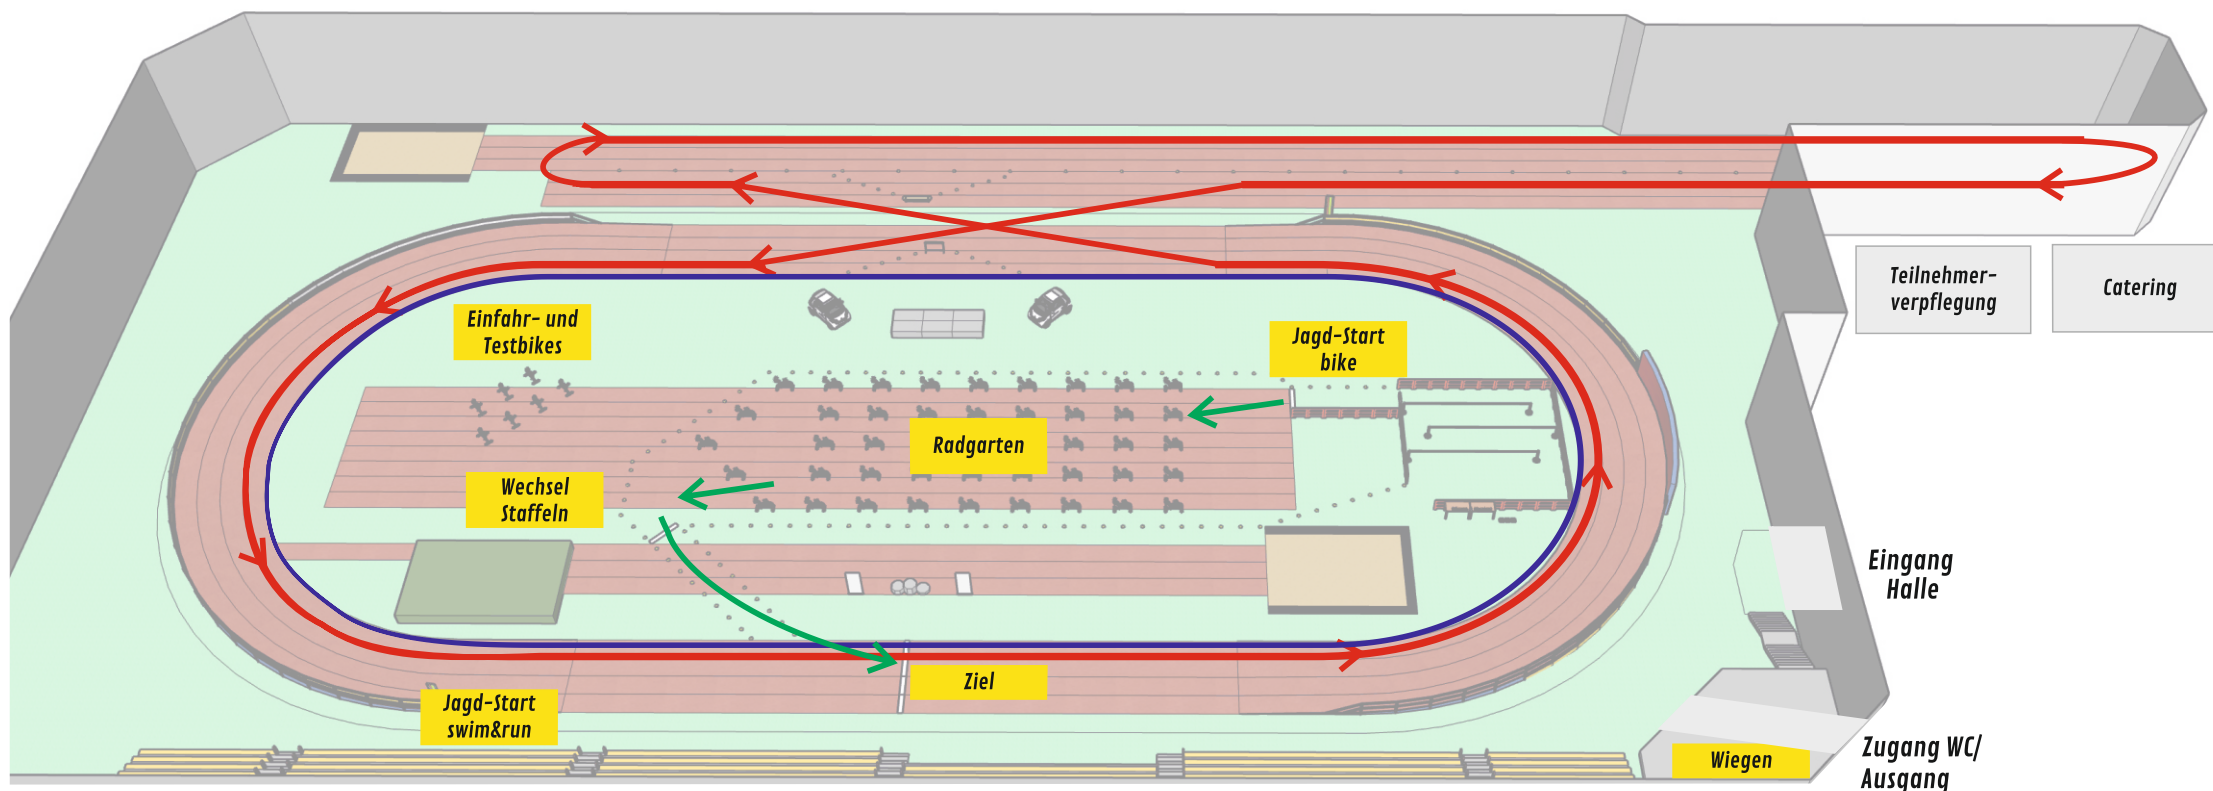 Teilnehmer-
verpflegung
Catering
Einfahr- und
Testbikes
Jagd-Start
bike
Radgarten
Wechsel
Staffeln
Eingang
Halle
Ziel
Jagd-Start
swim&run
Wiegen
Zugang WC/
Ausgang